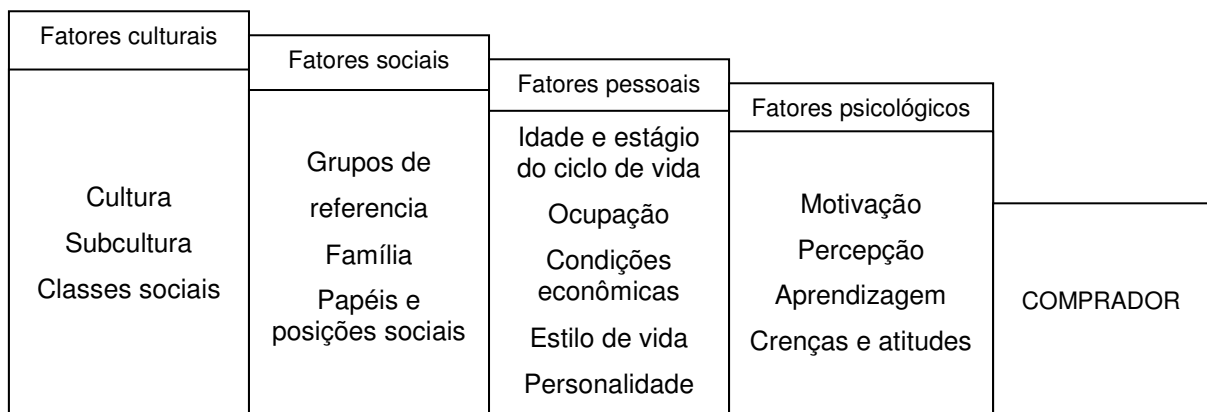 Fatores culturais
Cultura
Subcultura
Classes sociais
Fatores sociais
Grupos de
referencia
Família
Papéis e
posições sociais
Fatores pessoais
Idade e estágio
do ciclo de vida
Ocupação
Condições
econômicas
Estilo de vida
Personalidade
Fatores psicológicos
Motivação
Percepção
Aprendizagem
Crenças e atitudes
COMPRADOR